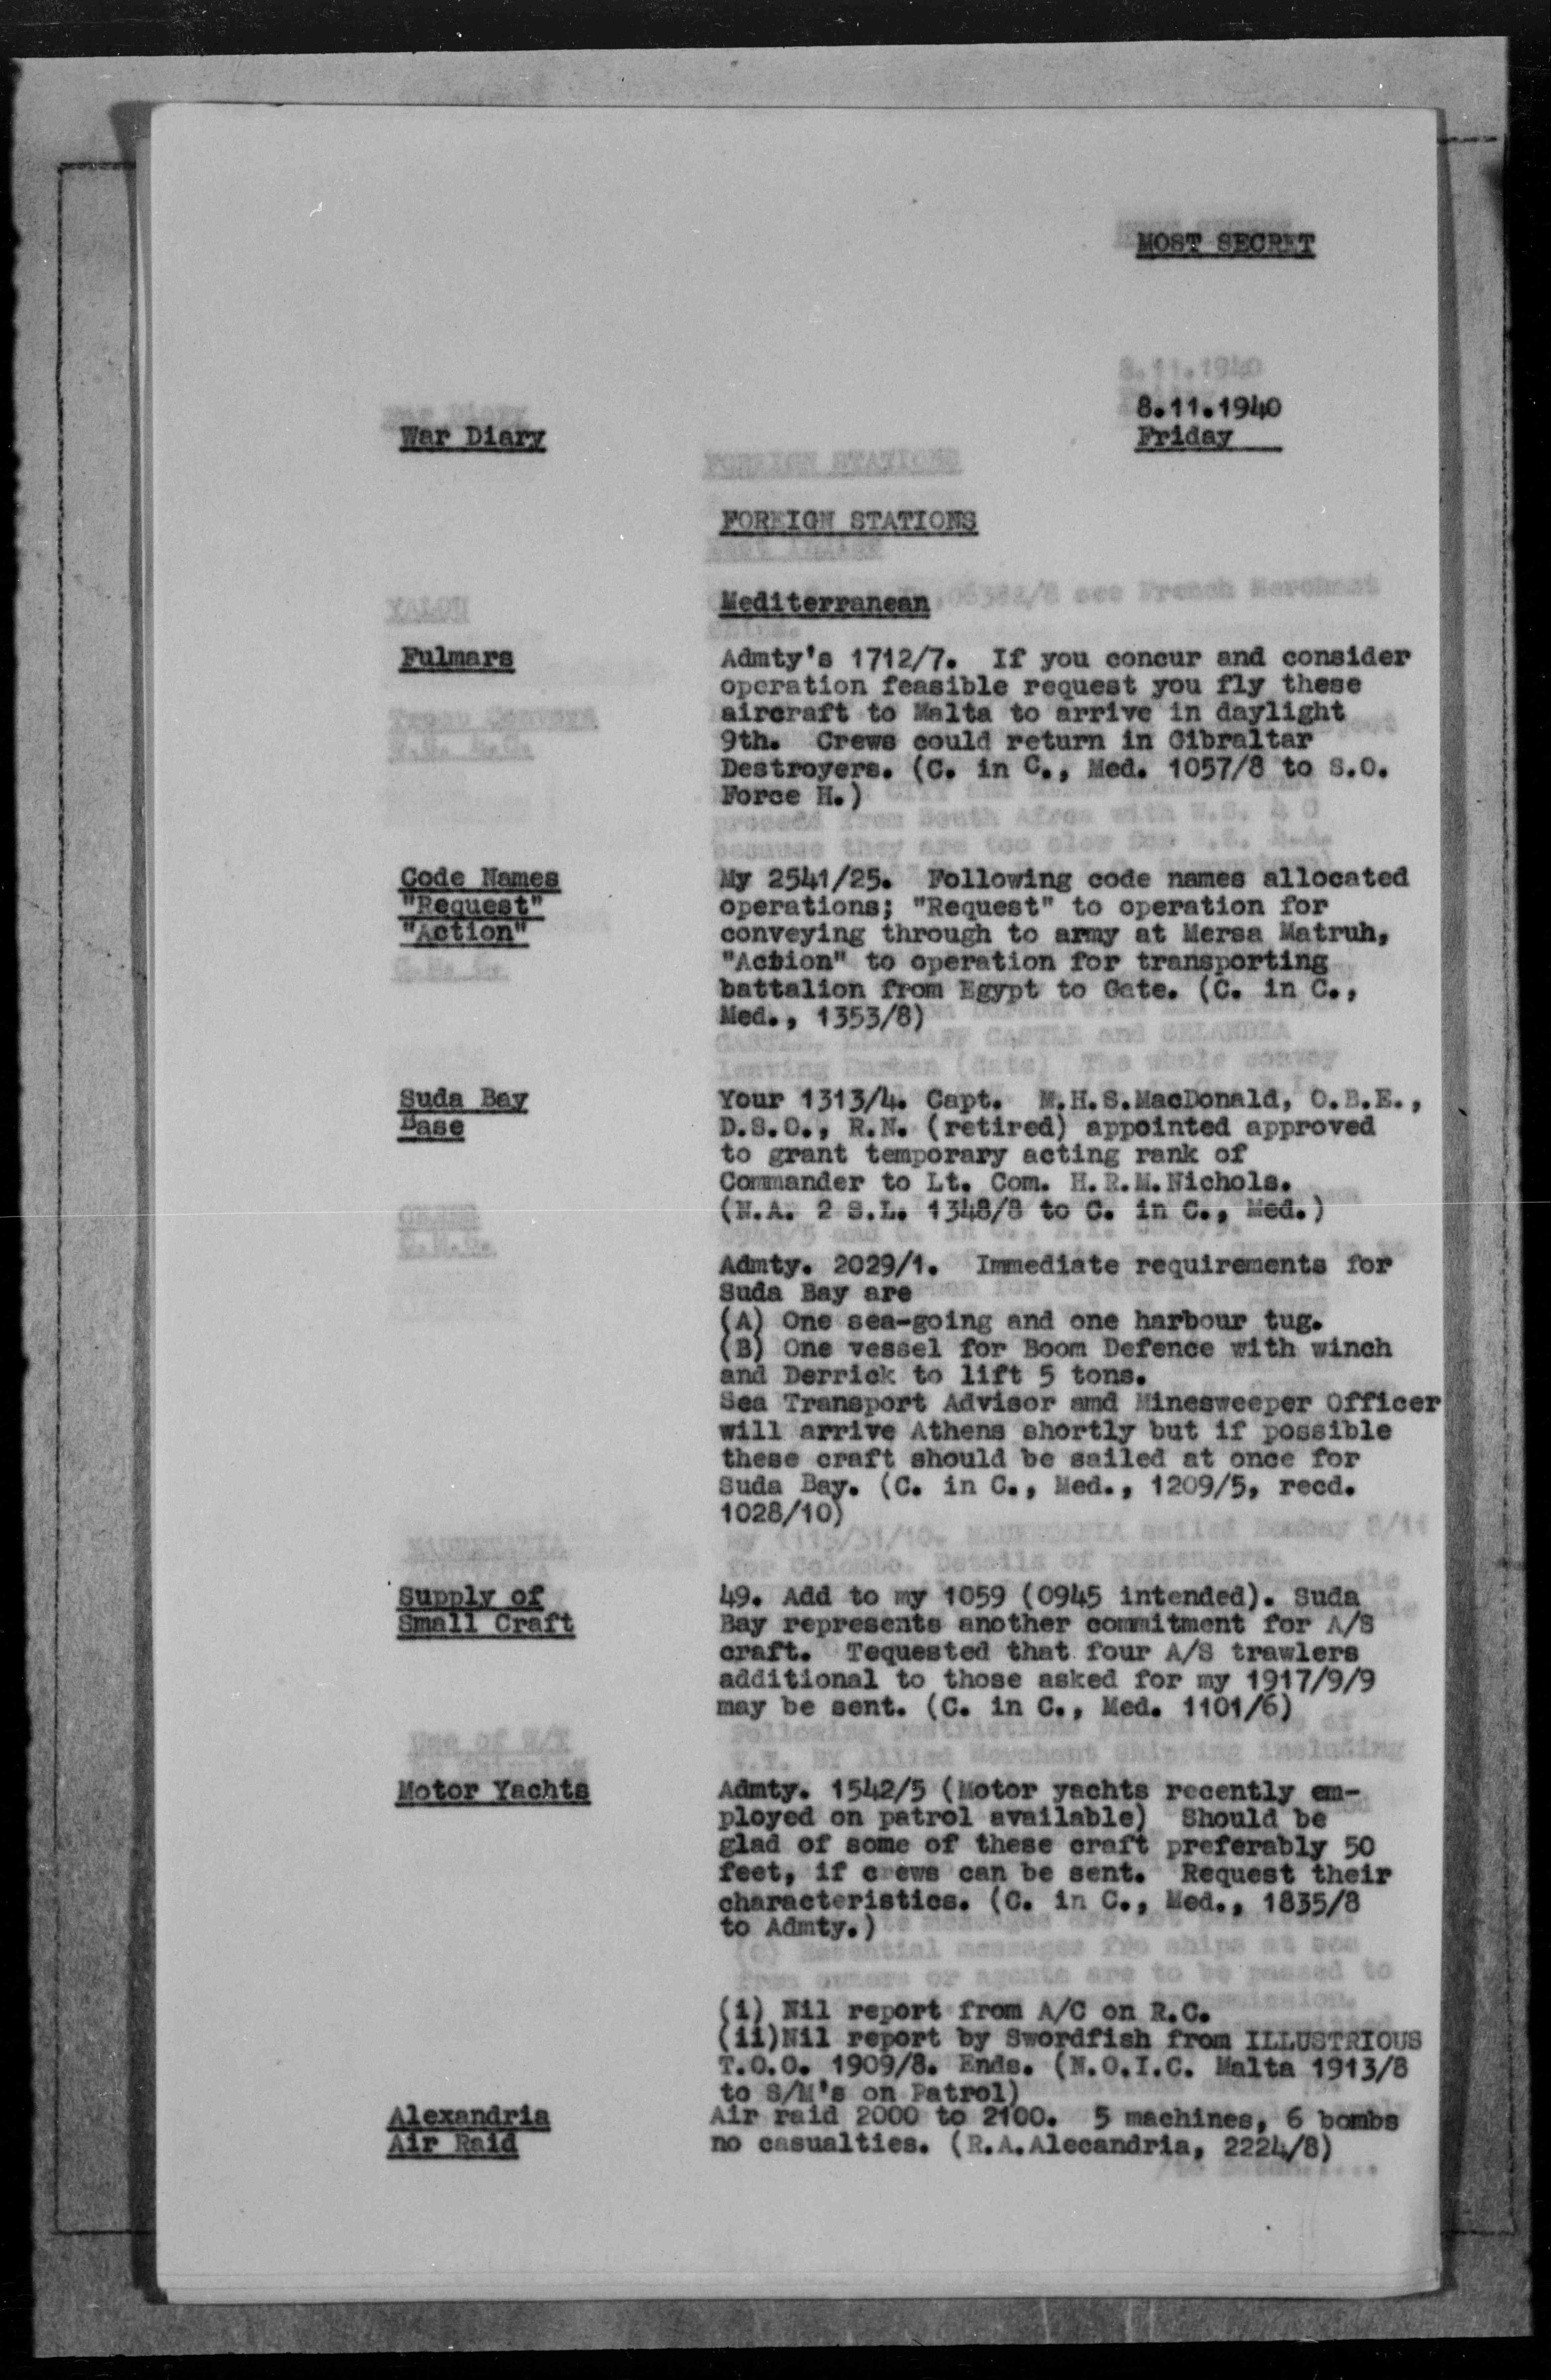 MOST SECRET
8.11.1940
War Diary
Friday
FOREIGN STATIONS
Mediterranean
Fulmars
Admty's 1712/7. If you concur and consider
operation feasible request you fly these
aircraft to Malta to arrive in daylight
9th. Crews could return in Gibraltar
Destroyers. (C. in C., Med. 1057/8 to S.O.
Force H.)
Code Names
"Request"
"Action"
My 2541/25. Following code names allocated
operations; "Request" to operation for
conveying through to army at Mersa Matruh,
"Action" to operation for transporting
battalion from Egypt to Gate. (C. in C.,
Med., 1353/8)
Suda Bay
Base
Your 1313/4. Capt. M.H.S.MacDonald, O.B.E.,
D.S.O., R.N. (retired) appointed approved
to grant temporary acting rank of
Commander to Lt. Com. H.R.M.Nichols.
(N.A. 2 S.L. 1348/8 to C. in C., Med.)
Admty. 2029/1. Immediate requirements for
Suda Bay are
(A) One sea-going and one harbour tug.
(B) One vessel for Boom Defence with winch
and Derrick to lift 5 tons.
Sea Transport Advisor amd Minesweeper Officer
will arrive Athens shortly but if possible
these craft should be sailed at once for
Suda Bay. (C. in C., Med., 1209/5, recd.
1028/10)
Supply of
Small Craft
49. Add to my 1059 (0945 intended). Suda
Bay represents another commitment for A/S
craft. Tequested that four A/S trawlers
additional to those asked for my 1917/9/9
may be sent. (C. in C., Med. 1101/6)
Motor Yachts
Admty. 1542/5 (Motor yachts recently em-
ployed on patrol available) Should be
glad of some of these craft preferably 50
feet, if crews can be sent. Request their
characteristics. (C. in C., Med., 1835/8
to Admty.)
(i) Nil report from A/C on R.C.
(ii)Nil report by Swordfish from ILLUSTRIOUS
T.O.O. 1909/8. Ends. (N.O.I.C. Malta 1913/8
to S/M's on Patrol)
Alexandria
Air Raid
Air raid 2000 to 2100. 5 machines, 6 bombs
no casualties. (R.A.Alecandria, 2224/8)